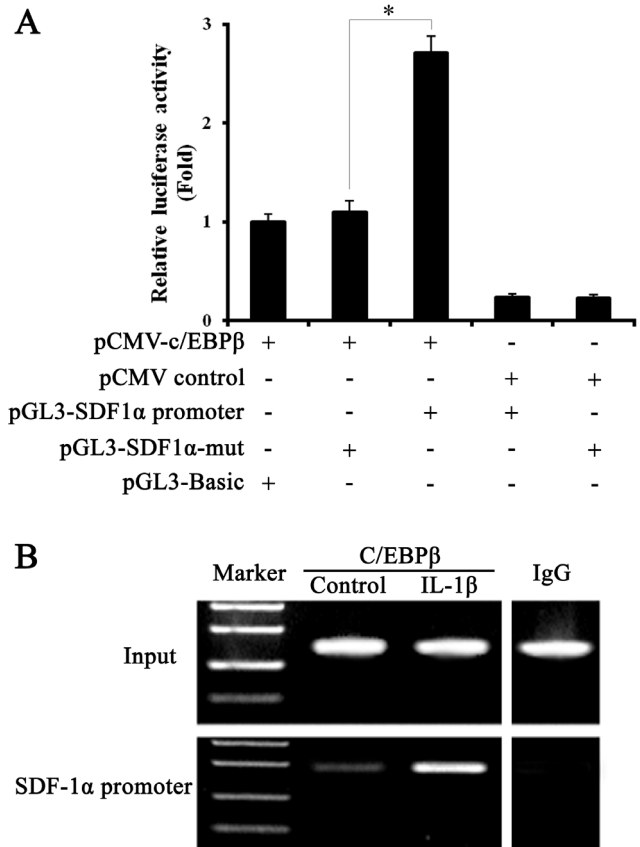 A
Relative luciferase activity
(Fold)
3
2
1
0
*
pCMV-c/EBPβ + + + - -
pCMV control - - - + +
pGL3-SDF1α promoter - - + + -
pGL3-SDF1α-mut - + - - +
pGL3-Basic + - - - -
B
C/EBPβ
Marker Control IL-1β IgG
Input
SDF-1α promoter